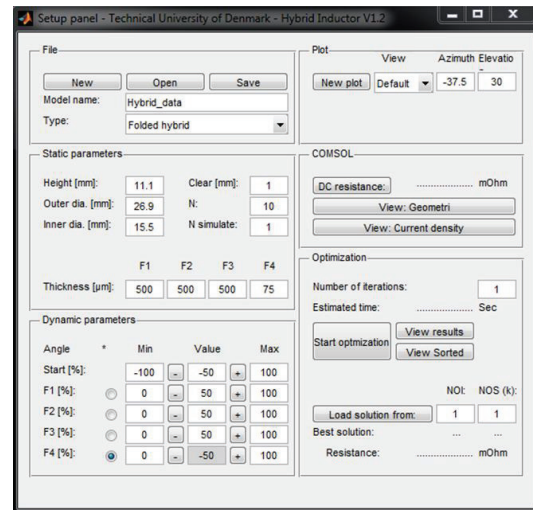 Setup panel - Technical University of Denmark - Hybrid Inductor V1.2
File
New Open Save
Model name: Hybrid_data
Type: Folded hybrid
Plot
View Azimuth Elevatio
-
New plot Default -37.5 30
Static parameters
Height [mm]: 11.1 Clear [mm]: 1
Outer dia. [mm]: 26.9 N: 10
Inner dia. [mm]: 15.5 N simulate: 1
F1 F2 F3 F4
Thickness [µm]: 500 500 500 75
COMSOL
DC resistance: .................... mOhm
View: Geometri
View: Current density
Dynamic parameters
Angle * Min Value Max
Start [%]: -100 - -50 + 100
F1 [%]: 0 - 50 + 100
F2 [%]: 0 - 50 + 100
F3 [%]: 0 - 50 + 100
F4 [%]: 0 - -50 + 100
Optimization
Number of iterations: 1
Estimated time: .................... Sec
Start optmization View results
View Sorted
NOI: NOS (k):
Load solution from: 1 1
Best solution: ... ...
Resistance: .................... mOhm